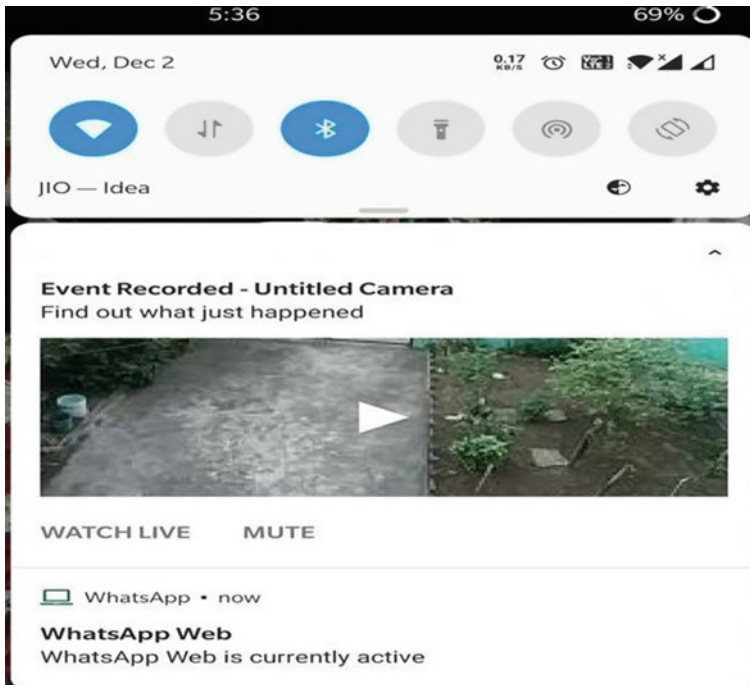 5:36 69%
Wed, Dec 2 0.17 KB/S
JIO — Idea
Event Recorded - Untitled Camera
Find out what just happened
WATCH LIVE MUTE
WhatsApp • now
WhatsApp Web
WhatsApp Web is currently active